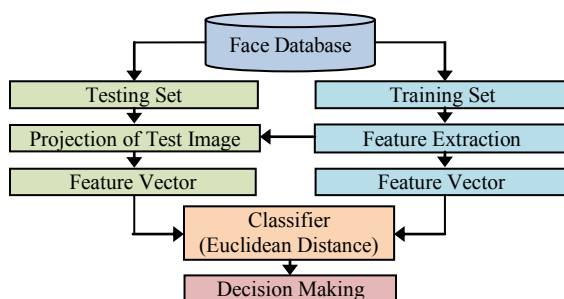 Face Database
Testing Set
Training Set
Projection of Test Image
Feature Extraction
Feature Vector
Feature Vector
Classifier
(Euclidean Distance)
Decision Making